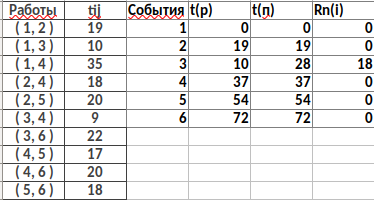 Работы tij События t(р) t(п) Rn(i)
( 1, 2 ) 19 1 0 0 0
( 1, 3 ) 10 2 19 19 0
( 1, 4 ) 35 3 10 28 18
( 2, 4 ) 18 4 37 37 0
( 2, 5 ) 20 5 54 54 0
( 3, 4 ) 9 6 72 72 0
( 3, 6 ) 22
( 4, 5 ) 17
( 4, 6 ) 20
( 5, 6 ) 18